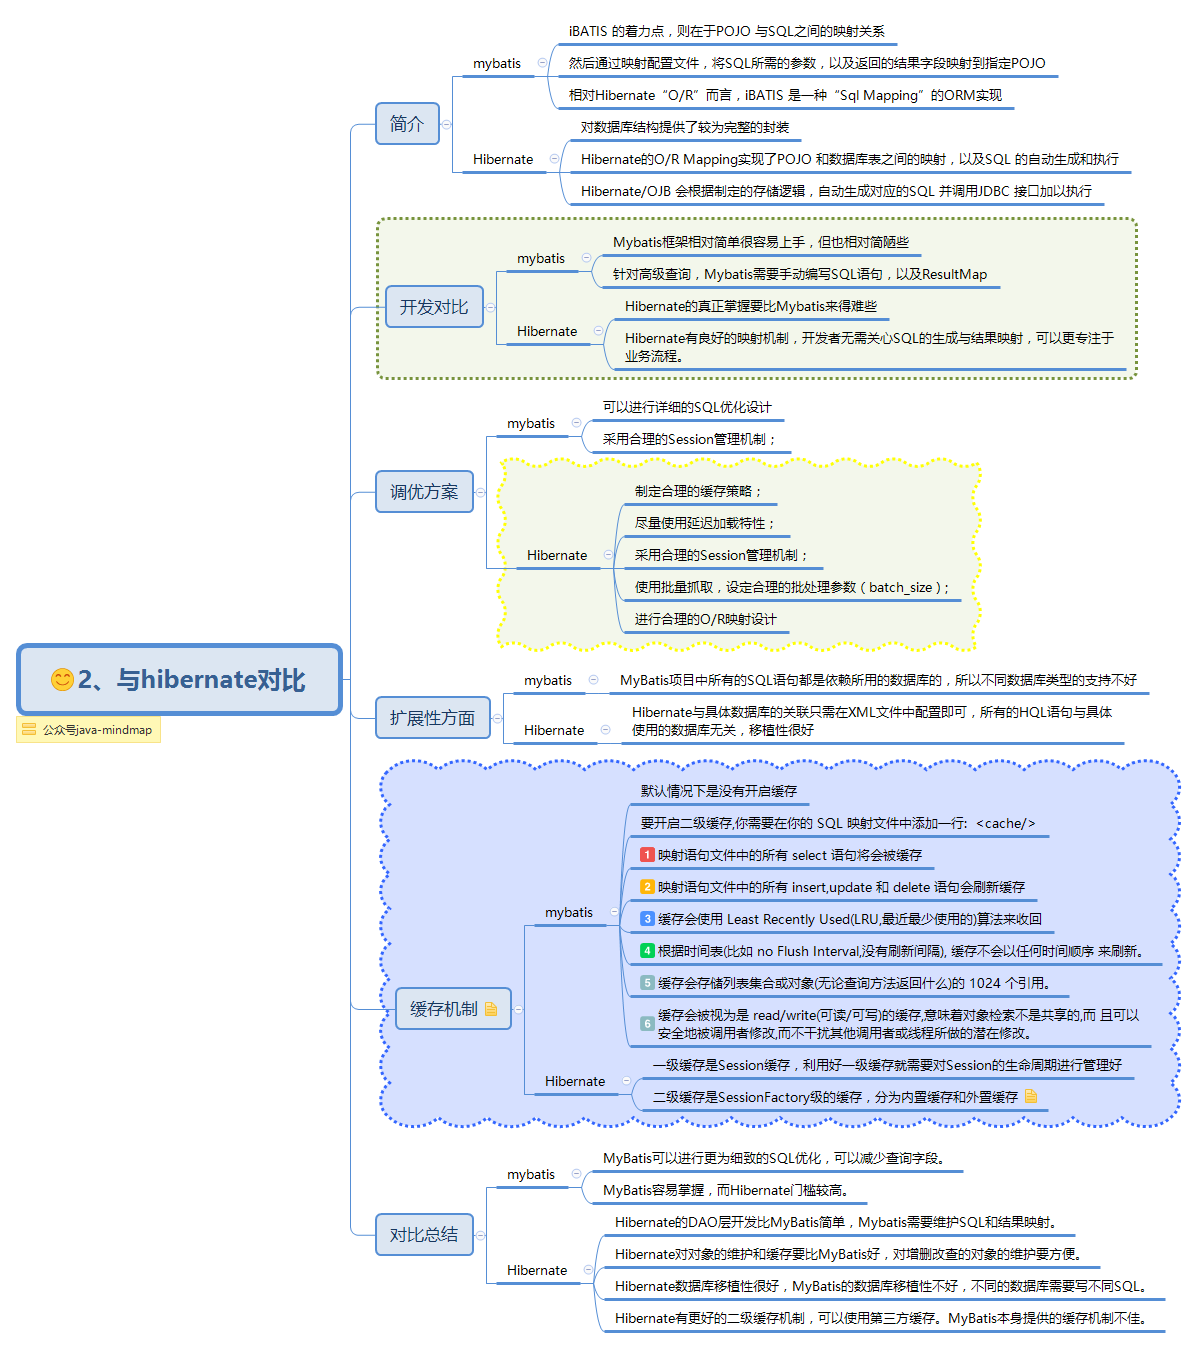 2、与hibernate对比
公众号java-mindmap
简介
mybatis
iBATIS 的着力点，则在于POJO 与SQL之间的映射关系
然后通过映射配置文件，将SQL所需的参数，以及返回的结果字段映射到指定POJO
相对Hibernate“O/R”而言，iBATIS 是一种“Sql Mapping”的ORM实现
Hibernate
对数据库结构提供了较为完整的封装
Hibernate的O/R Mapping实现了POJO 和数据库表之间的映射，以及SQL 的自动生成和执行
Hibernate/OJB 会根据制定的存储逻辑，自动生成对应的SQL 并调用JDBC 接口加以执行
开发对比
mybatis
Mybatis框架相对简单很容易上手，但也相对简陋些
针对高级查询，Mybatis需要手动编写SQL语句，以及ResultMap
Hibernate
Hibernate的真正掌握要比Mybatis来得难些
Hibernate有良好的映射机制，开发者无需关心SQL的生成与结果映射，可以更专注于
业务流程。
调优方案
mybatis
可以进行详细的SQL优化设计
采用合理的Session管理机制；
Hibernate
制定合理的缓存策略；
尽量使用延迟加载特性；
采用合理的Session管理机制；
使用批量抓取，设定合理的批处理参数（batch_size）；
进行合理的O/R映射设计
扩展性方面
mybatis
MyBatis项目中所有的SQL语句都是依赖所用的数据库的，所以不同数据库类型的支持不好
Hibernate
Hibernate与具体数据库的关联只需在XML文件中配置即可，所有的HQL语句与具体
使用的数据库无关，移植性很好
缓存机制
mybatis
默认情况下是没有开启缓存
要开启二级缓存,你需要在你的 SQL 映射文件中添加一行: <cache/>
1 映射语句文件中的所有 select 语句将会被缓存
2 映射语句文件中的所有 insert,update 和 delete 语句会刷新缓存
3 缓存会使用 Least Recently Used(LRU,最近最少使用的)算法来收回
4 根据时间表(比如 no Flush Interval,没有刷新间隔), 缓存不会以任何时间顺序 来刷新。
5 缓存会存储列表集合或对象(无论查询方法返回什么)的 1024 个引用。
6 缓存会被视为是 read/write(可读/可写)的缓存,意味着对象检索不是共享的,而 且可以
安全地被调用者修改,而不干扰其他调用者或线程所做的潜在修改。
Hibernate
一级缓存是Session缓存，利用好一级缓存就需要对Session的生命周期进行管理好
二级缓存是SessionFactory级的缓存，分为内置缓存和外置缓存
对比总结
mybatis
MyBatis可以进行更为细致的SQL优化，可以减少查询字段。
MyBatis容易掌握，而Hibernate门槛较高。
Hibernate
Hibernate的DAO层开发比MyBatis简单，Mybatis需要维护SQL和结果映射。
Hibernate对对象的维护和缓存要比MyBatis好，对增删改查的对象的维护要方便。
Hibernate数据库移植性很好，MyBatis的数据库移植性不好，不同的数据库需要写不同SQL。
Hibernate有更好的二级缓存机制，可以使用第三方缓存。MyBatis本身提供的缓存机制不佳。